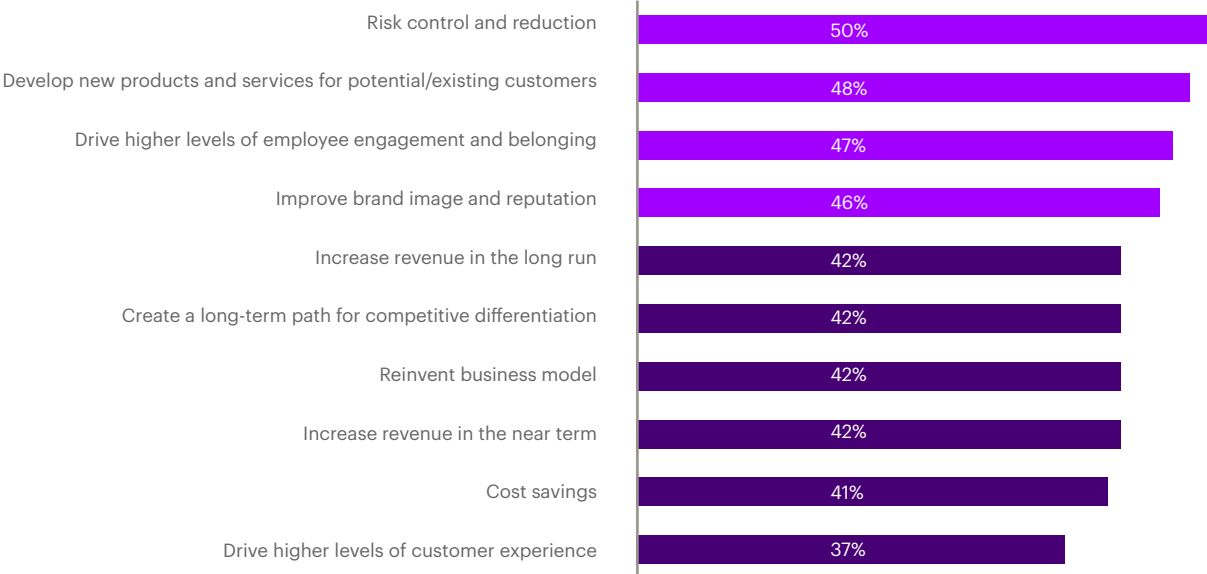 Risk control and reduction 50%
Develop new products and services for potential/existing customers 48%
Drive higher levels of employee engagement and belonging 47%
Improve brand image and reputation 46%
Increase revenue in the long run 42%
Create a long-term path for competitive differentiation 42%
Reinvent business model 42%
Increase revenue in the near term 42%
Cost savings 41%
Drive higher levels of customer experience 37%